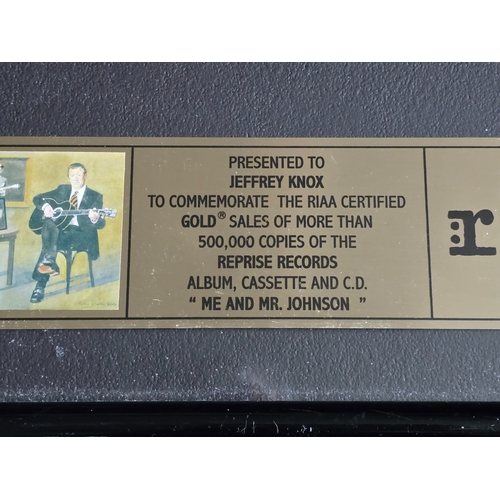 PRESENTED TO
JEFFREY KNOX
TO COMMEMORATE THE RIAA CERTIFIED
GOLD® SALES OF MORE THAN
500,000 COPIES OF THE
REPRISE RECORDS
ALBUM, CASSETTE AND C.D.
" ME AND MR. JOHNSON "
:r